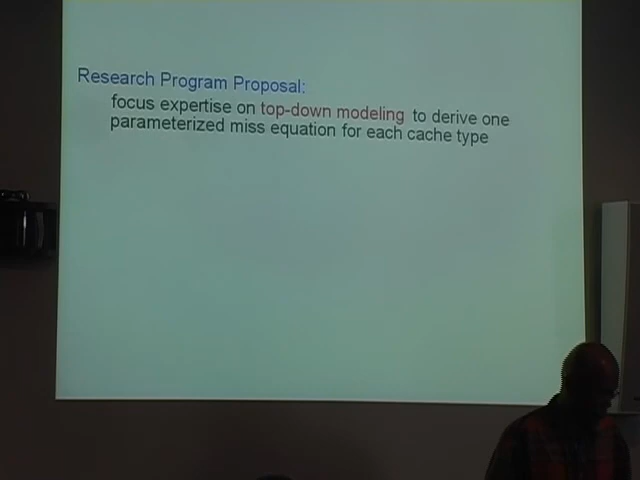 Research Program Proposal:
focus expertise on top-down modeling to derive one
parameterized miss equation for each cache type